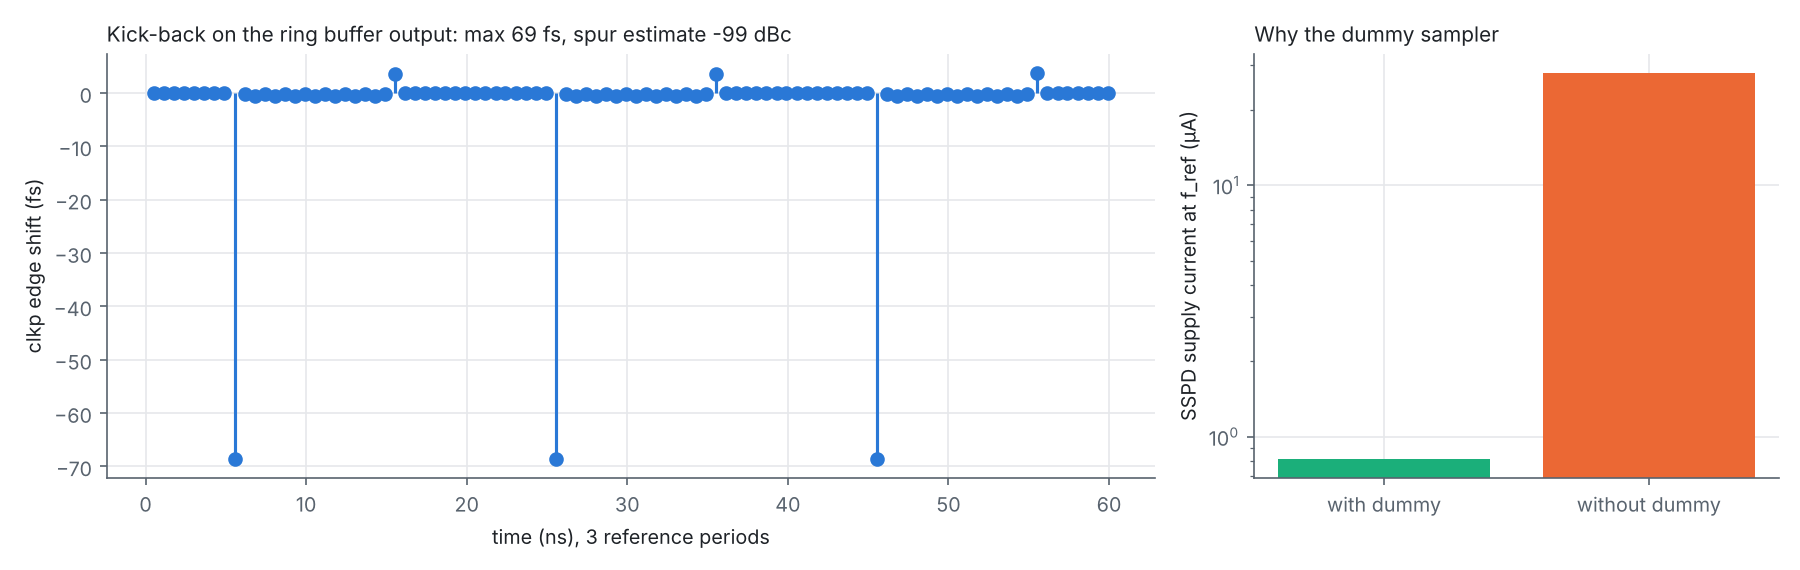 Kick-back on the ring buffer output: max 69 fs, spur estimate -99 dBc
clkp edge shift (fs)
0
−10
−20
−30
−40
−50
−60
−70
0
10
20
30
40
50
60
time (ns), 3 reference periods
Why the dummy sampler
SSPD supply current at f_ref (µA)
10¹
10⁰
with dummy
without dummy